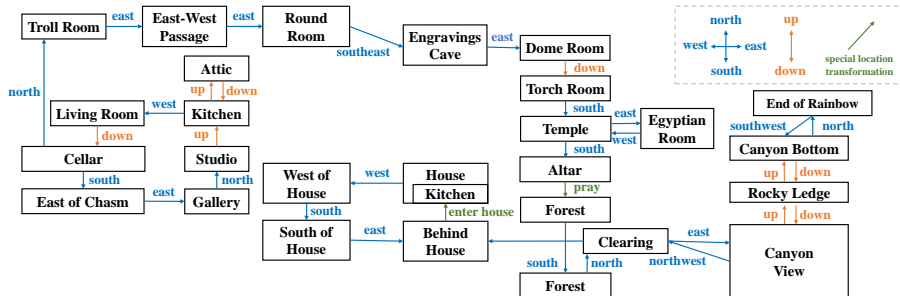 Troll Room
east
East-West
Passage
east
Round
Room
southeast
Engravings
Cave
east
Dome Room
north
west
east
south
up
down
special location
transformation
north
Attic
up
down
Living Room
west
Kitchen
down
up
down
Torch Room
south
Temple
east
west
Egyptian
Room
south
End of Rainbow
southwest
north
Canyon Bottom
up
down
Rocky Ledge
up
down
Cellar
Studio
south
north
East of Chasm
east
Gallery
West of
House
west
House
Kitchen
south
enter house
South of
House
east
Behind
House
Altar
pray
Forest
Clearing
east
northwest
Canyon
View
south
north
Forest